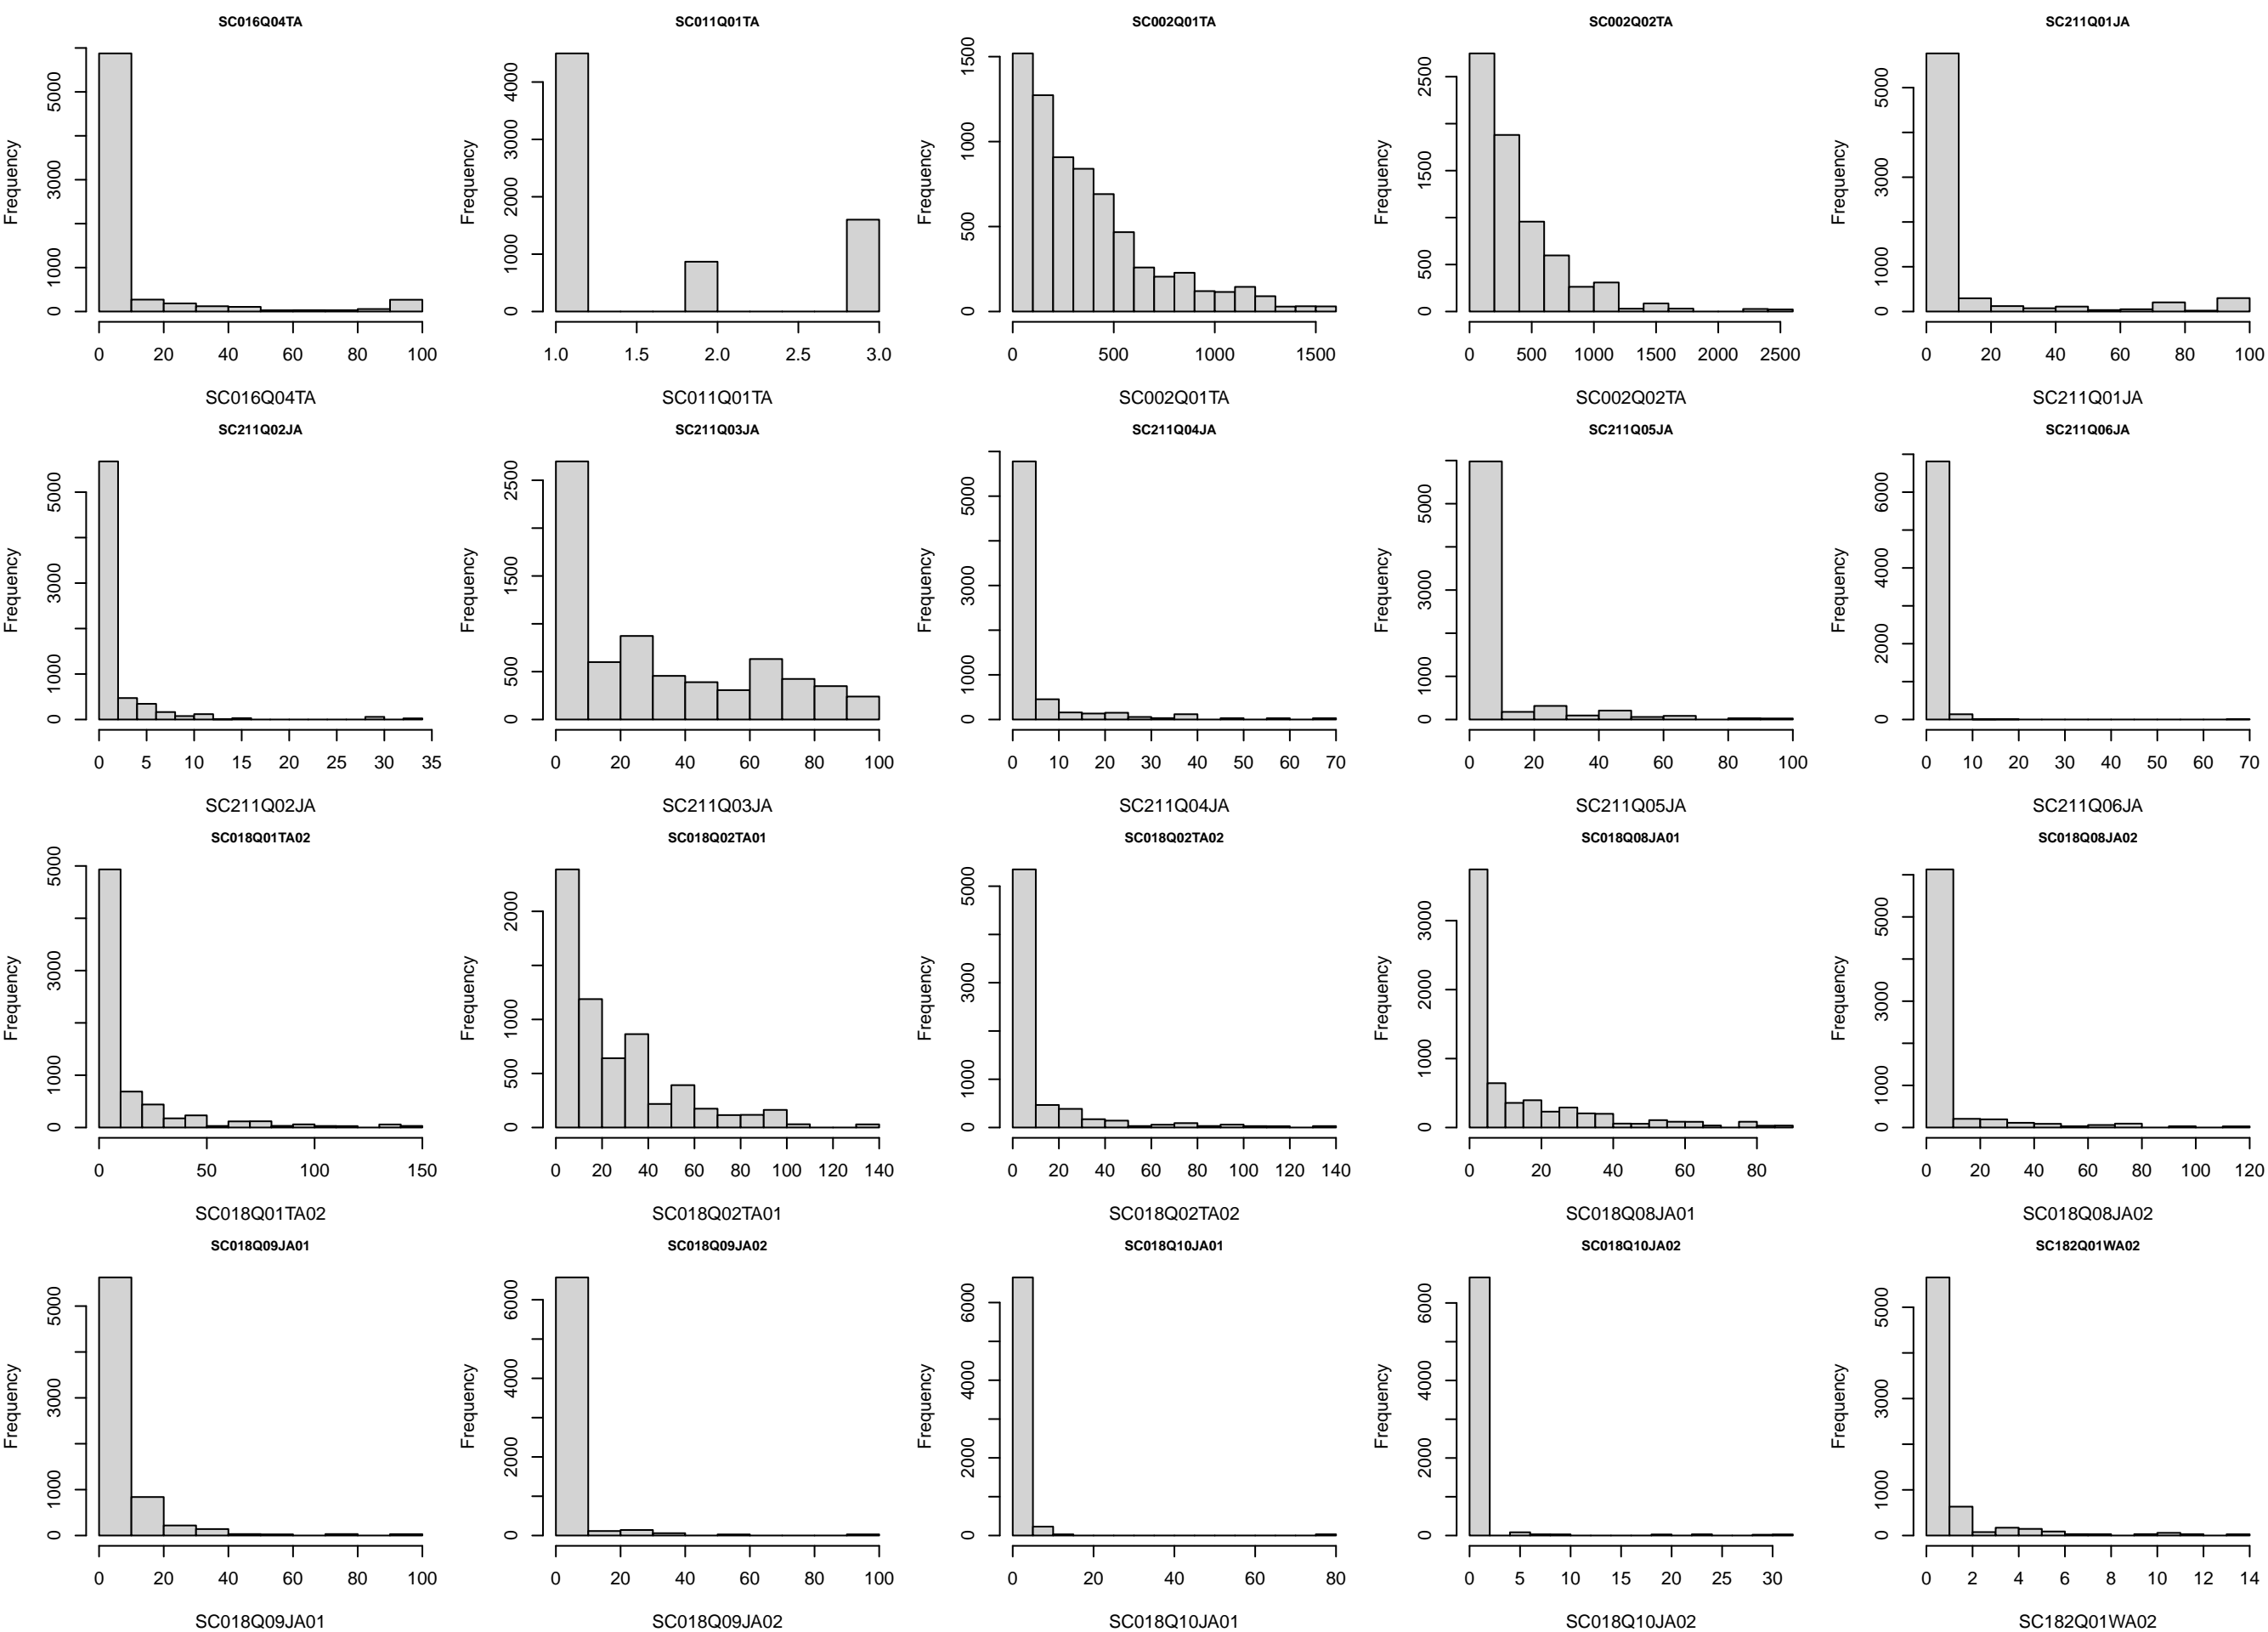 SC016Q04TA SC011Q01TA SC002Q01TA SC002Q02TA SC211Q01JA
Frequency 0 1000 3000 5000
Frequency 0 1000 2000 3000 4000
Frequency 0 500 1000 1500
Frequency 0 500 1500 2500
Frequency 0 1000 3000 5000
0 20 40 60 80 100
1.0 1.5 2.0 2.5 3.0
0 500 1000 1500
0 500 1000 1500 2000 2500
0 20 40 60 80 100
SC016Q04TA SC011Q01TA SC002Q01TA SC002Q02TA SC211Q01JA
SC211Q02JA SC211Q03JA SC211Q04JA SC211Q05JA SC211Q06JA
Frequency 0 1000 3000 5000
Frequency 0 500 1500 2500
Frequency 0 1000 3000 5000
Frequency 0 1000 3000 5000
Frequency 0 2000 4000 6000
0 5 10 15 20 25 30 35
0 20 40 60 80 100
0 10 20 30 40 50 60 70
0 20 40 60 80 100
0 10 20 30 40 50 60 70
SC211Q02JA SC211Q03JA SC211Q04JA SC211Q05JA SC211Q06JA
SC018Q01TA02 SC018Q02TA01 SC018Q02TA02 SC018Q08JA01 SC018Q08JA02
Frequency 0 1000 3000 5000
Frequency 0 500 1000 2000
Frequency 0 1000 3000 5000
Frequency 0 1000 2000 3000
Frequency 0 1000 3000 5000
0 50 100 150
0 20 40 60 80 100 120 140
0 20 40 60 80 100 120 140
0 20 40 60 80
0 20 40 60 80 100 120
SC018Q01TA02 SC018Q02TA01 SC018Q02TA02 SC018Q08JA01 SC018Q08JA02
SC018Q09JA01 SC018Q09JA02 SC018Q10JA01 SC018Q10JA02 SC182Q01WA02
Frequency 0 1000 3000 5000
Frequency 0 2000 4000 6000
Frequency 0 2000 4000 6000
Frequency 0 2000 4000 6000
Frequency 0 1000 3000 5000
0 20 40 60 80 100
0 20 40 60 80 100
0 20 40 60 80
0 5 10 15 20 25 30
0 2 4 6 8 10 12 14
SC018Q09JA01 SC018Q09JA02 SC018Q10JA01 SC018Q10JA02 SC182Q01WA02